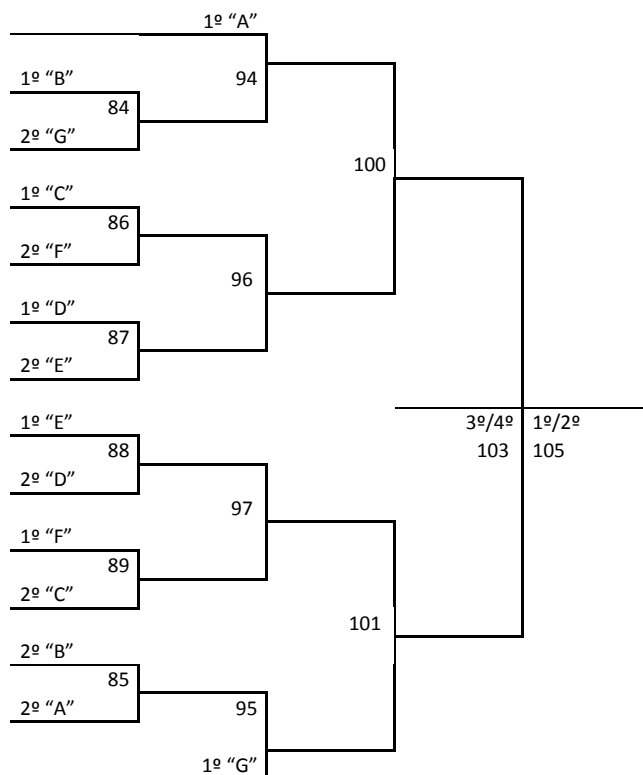 1º “A”
1º “B”
94
84
2º “G”
100
1º “C”
86
2º “F”
96
1º “D”
87
2º “E”
1º “E”
3º/4º 1º/2º
88
103 105
2º “D”
97
1º “F”
89
2º “C”
101
2º “B”
85
2º “A”
95
1º “G”